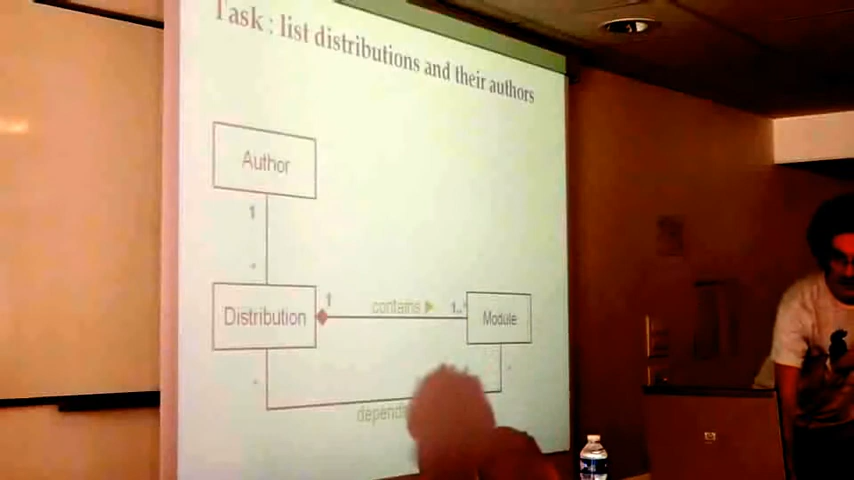 Task : list distributions and their authors
Author
1
*
Distribution
1
contains
1..*
Module
*
*